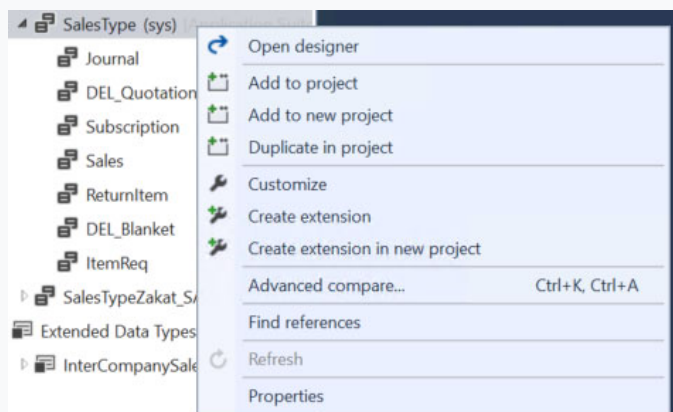 SalesType (sys)
Journal
DEL_Quotation
Subscription
Sales
ReturnItem
DEL_Blanket
ItemReq
SalesTypeZakat_SA
Extended Data Types
InterCompanySale
Open designer
Add to project
Add to new project
Duplicate in project
Customize
Create extension
Create extension in new project
Advanced compare... Ctrl+K, Ctrl+A
Find references
Refresh
Properties